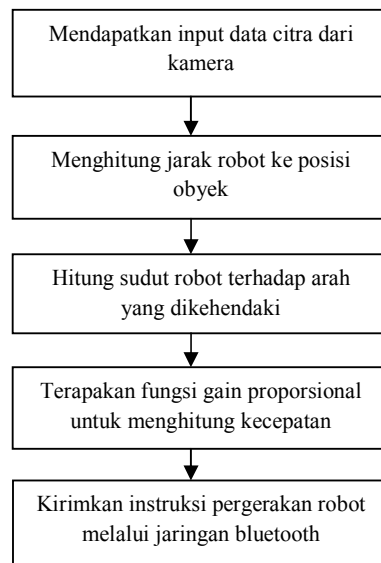 Mendapatkan input data citra dari
kamera
Menghitung jarak robot ke posisi
obyek
Hitung sudut robot terhadap arah
yang dikehendaki
Terapakan fungsi gain proporsional
untuk menghitung kecepatan
Kirimkan instruksi pergerakan robot
melalui jaringan bluetooth